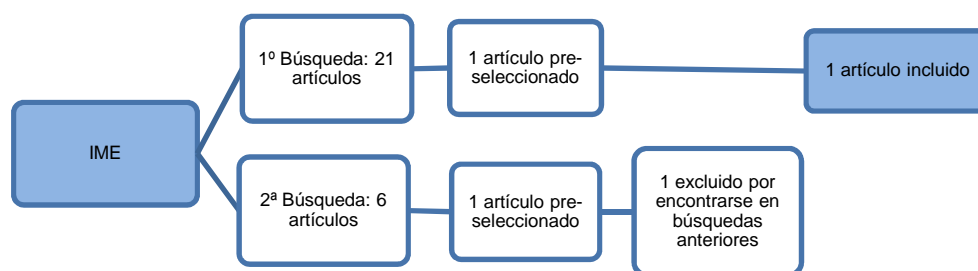 IME
1º Búsqueda: 21
artículos
1 artículo pre-
seleccionado
1 artículo incluido
2ª Búsqueda: 6
artículos
1 artículo pre-
seleccionado
1 excluido por
encontrarse en
búsquedas
anteriores